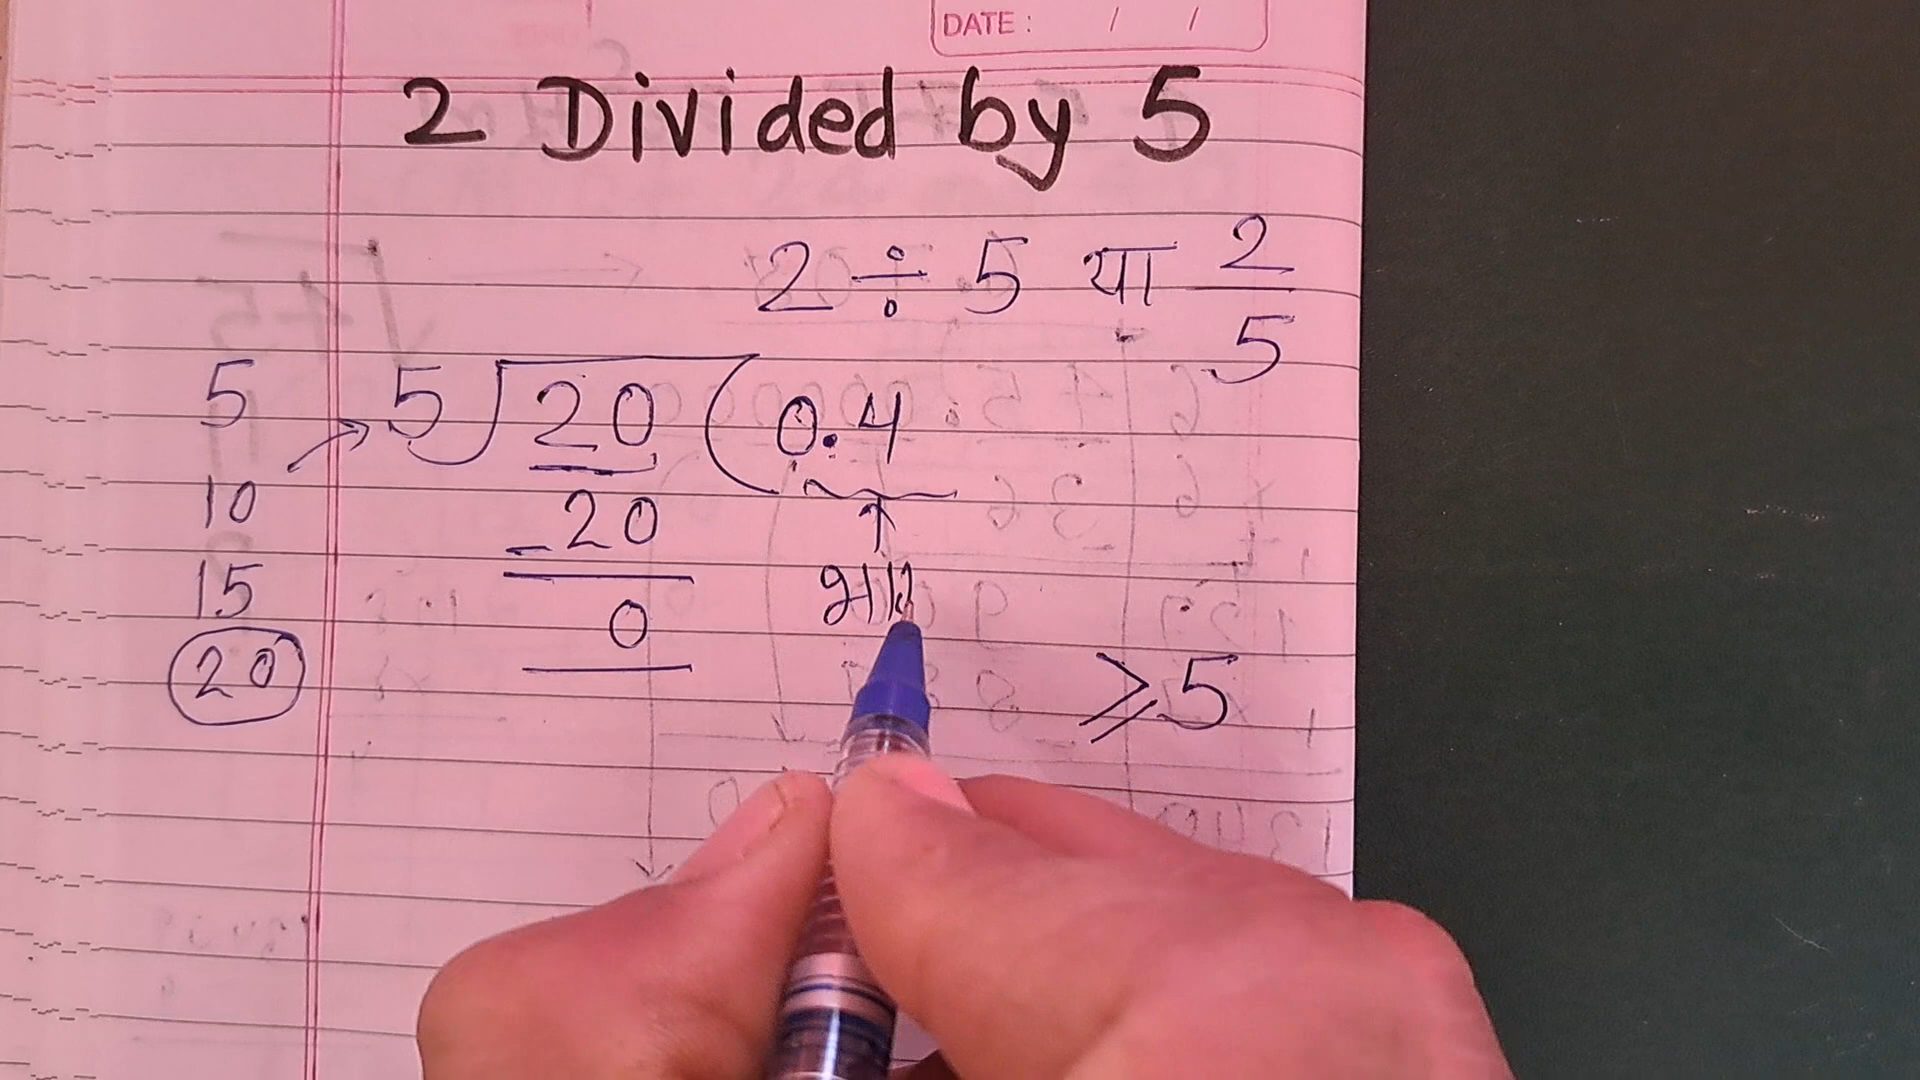 DATE : / /
2 Divided by 5
2 ÷ 5 या 2/5
5 5 20 0.4
10 - 20
15 0
20 ≥ 5